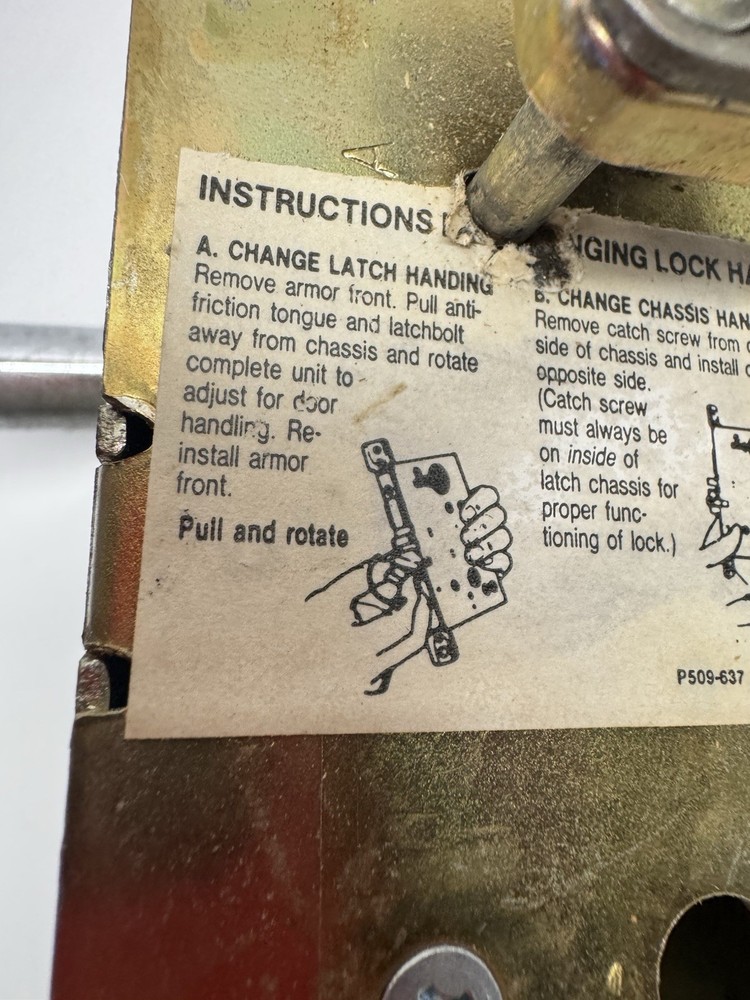 INSTRUCTIONS
NGING LOCK HA
A. CHANGE LATCH HANDING
Remove armor front. Pull anti-
friction tongue and latchbolt
away from chassis and rotate
complete unit to
adjust for door
handling. Re-
install armor
front.
Pull and rotate
B. CHANGE CHASSIS HAN
Remove catch screw from
side of chassis and install
opposite side.
(Catch screw
must always be
on inside of
latch chassis for
proper func-
tioning of lock.)
P509-637